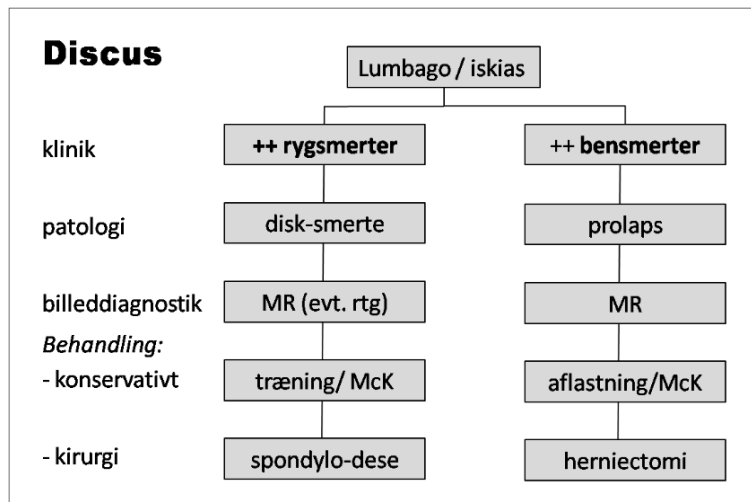 Discus
Lumbago / iskias
klinik ++ rygsmerter ++ bensmerter
patologi disk-smerte prolaps
billeddiagnostik MR (evt. rtg) MR
Behandling:
- konservativt træning/ McK aflastning/McK
- kirurgi spondylo-dese herniectomi